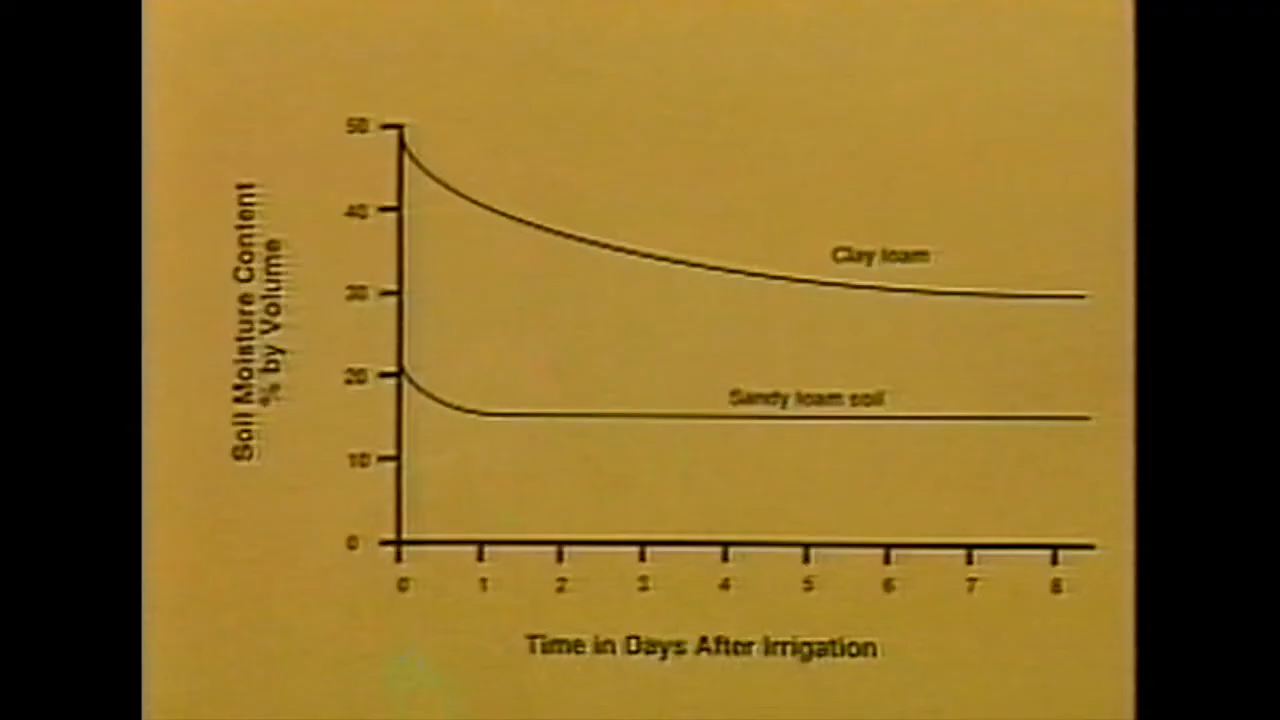 50
40
30
20
10
0
Soil Moisture Content
% by Volume
Clay loam
Sandy loam soil
0 1 2 3 4 5 6 7 8
Time in Days After Irrigation